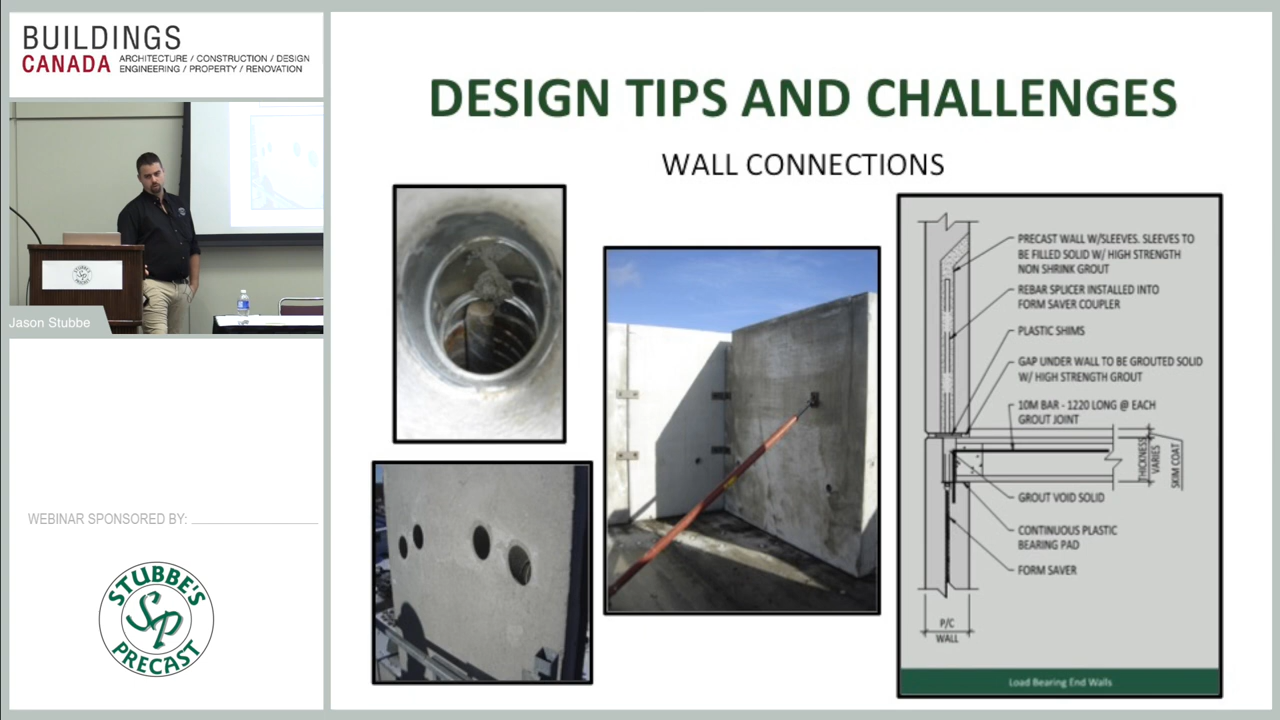 BUILDINGS
CANADA
ARCHITECTURE / CONSTRUCTION / DESIGN
ENGINEERING / PROPERTY / RENOVATION
Jason Stubbe
WEBINAR SPONSORED BY:
STUBBE'S
SP
PRECAST
DESIGN TIPS AND CHALLENGES
WALL CONNECTIONS
PRECAST WALL W/SLEEVES. SLEEVES TO
BE FILLED SOLID W/ HIGH STRENGTH
NON SHRINK GROUT
REBAR SPLICER INSTALLED INTO
FORM SAVER COUPLER
PLASTIC SHIMS
GAP UNDER WALL TO BE GROUTED SOLID
W/ HIGH STRENGTH GROUT
10M BAR - 1220 LONG @ EACH
GROUT JOINT
THICKNESS
VARIES
SKIM COAT
GROUT VOID SOLID
CONTINUOUS PLASTIC
BEARING PAD
FORM SAVER
P/C
WALL
Load Bearing End Walls